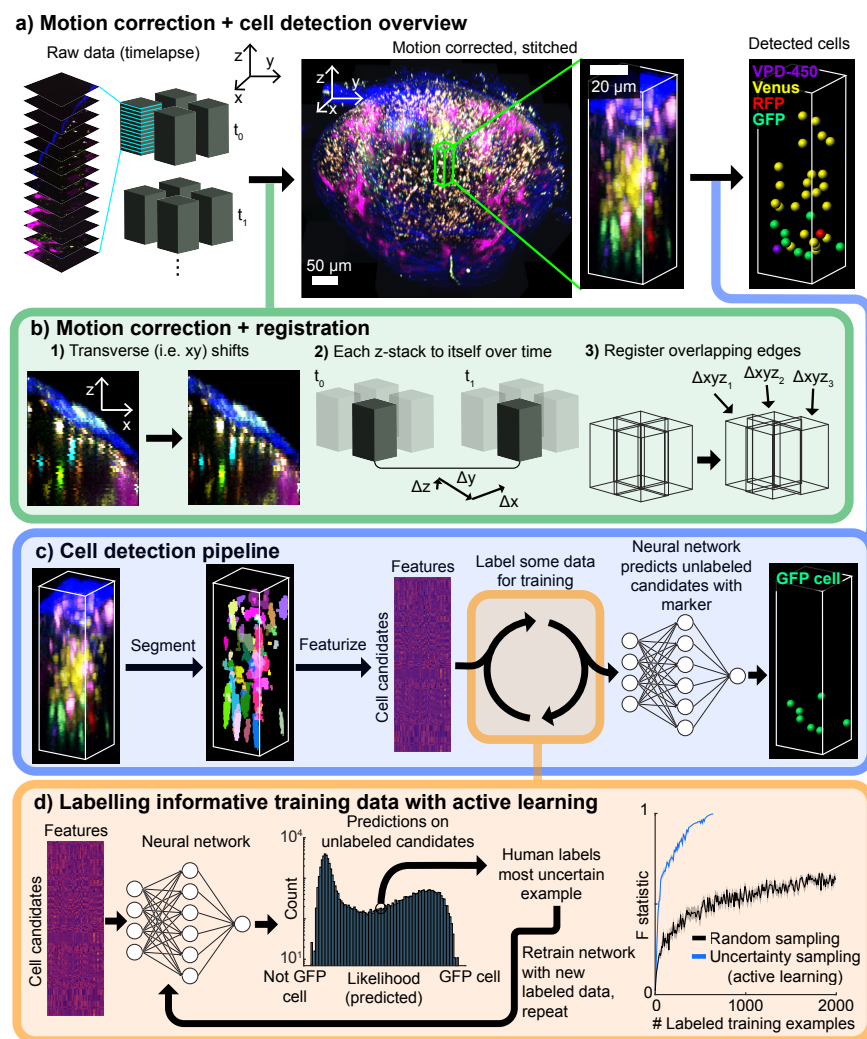 a) Motion correction + cell detection overview
Raw data (timelapse)
z
y
x
t0
t1
Motion corrected, stitched
z
y
x
50 µm
20 µm
Detected cells
VPD-450
Venus
RFP
GFP
b) Motion correction + registration
1) Transverse (i.e. xy) shifts
z
x
2) Each z-stack to itself over time
t0
t1
Δz
Δy
Δx
3) Register overlapping edges
Δxyz1
Δxyz2
Δxyz3
c) Cell detection pipeline
Segment
Featurize
Features
Cell candidates
Label some data
for training
Neural network
predicts unlabeled
candidates with
marker
GFP cell
d) Labelling informative training data with active learning
Features
Cell candidates
Neural network
Predictions on
unlabeled candidates
10^4
Count
10^1
Not GFP
cell
Likelihood
(predicted)
GFP cell
Human labels
most uncertain
example
Retrain network
with new
labeled data,
repeat
1
F statistic
0
Random sampling
Uncertainty sampling
(active learning)
0
1000
2000
# Labeled training examples